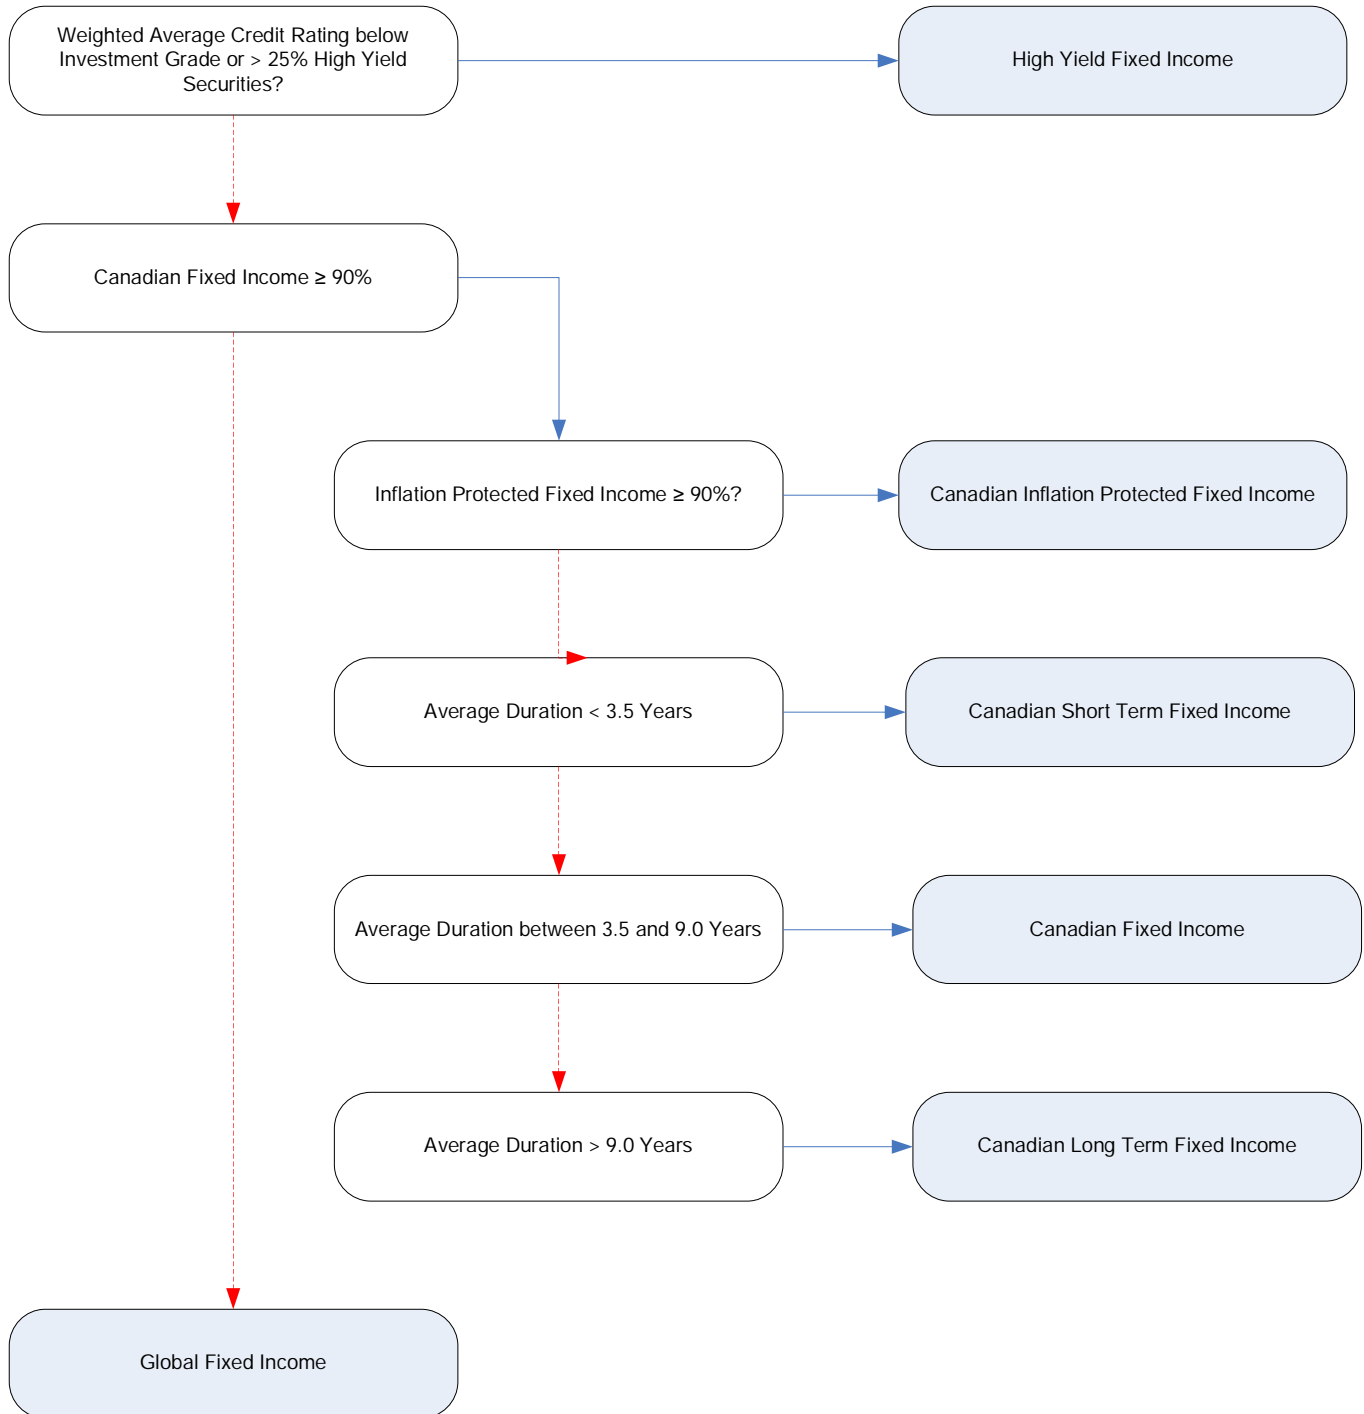 Weighted Average Credit Rating below
Investment Grade or > 25% High Yield
Securities?
High Yield Fixed Income
Canadian Fixed Income ≥ 90%
Inflation Protected Fixed Income ≥ 90%?
Canadian Inflation Protected Fixed Income
Average Duration < 3.5 Years
Canadian Short Term Fixed Income
Average Duration between 3.5 and 9.0 Years
Canadian Fixed Income
Average Duration > 9.0 Years
Canadian Long Term Fixed Income
Global Fixed Income